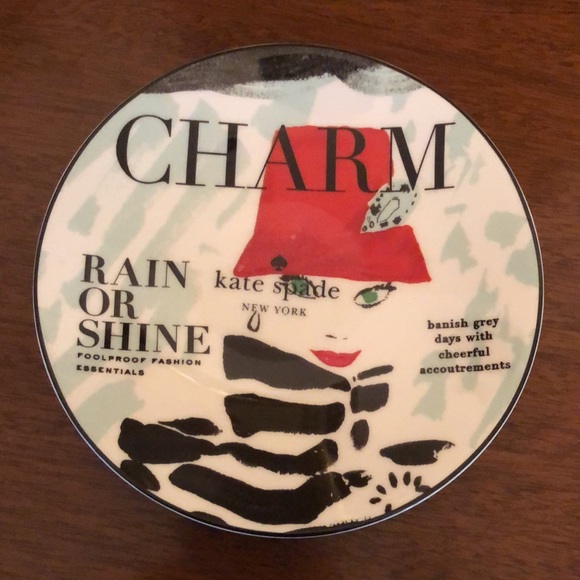 CHARM
RAIN
OR
SHINE
FOOLPROOF FASHION
ESSENTIALS
kate spade
NEW YORK
banish grey
days with
cheerful
accoutrements